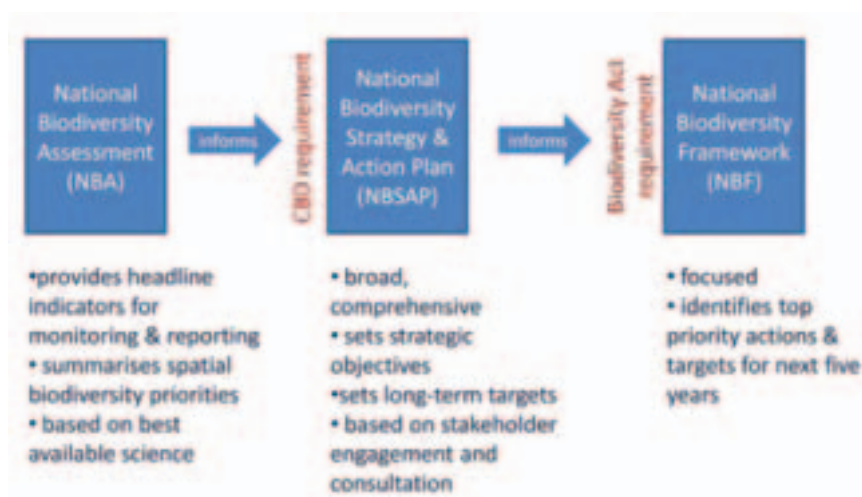 National
Biodiversity
Assessment
(NBA)
informs
CBD requirement
National
Biodiversity
Strategy &
Action Plan
(NBSAP)
informs
Biodiversity Act
requirement
National
Biodiversity
Framework
(NBF)
•provides headline
indicators for
monitoring & reporting
• summarises spatial
biodiversity priorities
• based on best
available science
• broad,
comprehensive
• sets strategic
objectives
•sets long-term targets
• based on stakeholder
engagement and
consultation
• focused
• identifies top
priority actions &
targets for next five
years